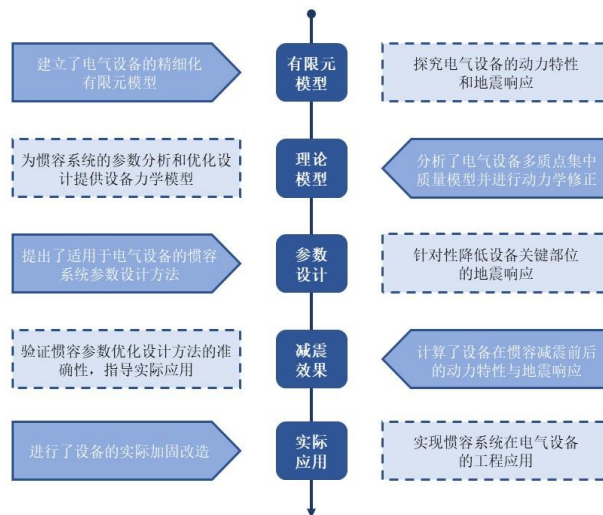 建立了电气设备的精细化
有限元模型
有限元
模型
探究电气设备的动力特性
和地震响应
为惯容系统的参数分析和优化设
计提供设备力学模型
理论
模型
分析了电气设备多质点集中
质量模型并进行动力学修正
提出了适用于电气设备的惯容
系统参数设计方法
参数
设计
针对性降低设备关键部位
的地震响应
验证惯容参数优化设计方法的准
确性，指导实际应用
减震
效果
计算了设备在惯容减震前后
的动力特性与地震响应
进行了设备的实际加固改造
实际
应用
实现惯容系统在电气设备
的工程应用